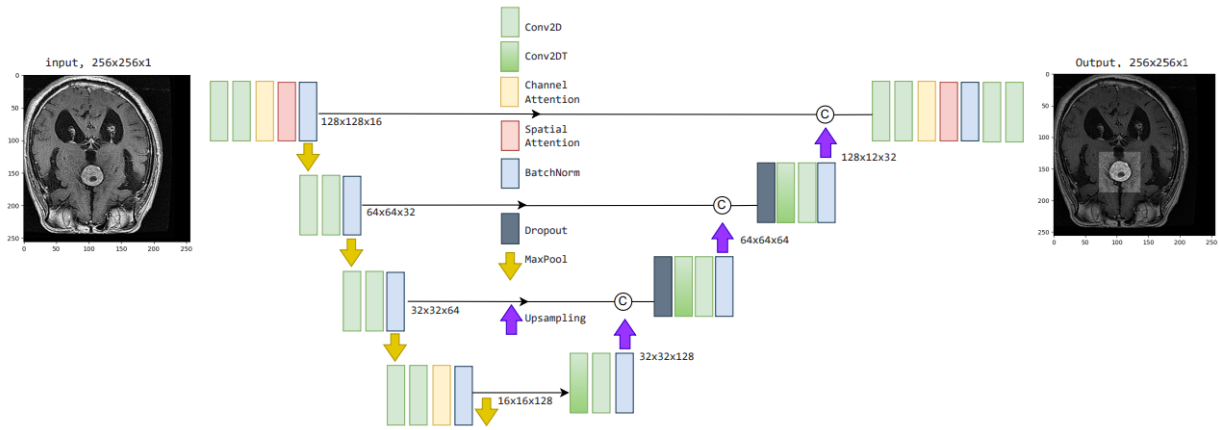 Conv2D
Conv2DT
Channel
Attention
Spatial
Attention
BatchNorm
Dropout
MaxPool
Upsampling
input, 256x256x1
0
50
100
150
200
250
0
50
100
150
200
250
128x128x16
64x64x32
32x32x64
16x16x128
C
C
C
32x32x128
64x64x64
128x12x32
Output, 256x256x1
0
50
100
150
200
250
0
50
100
150
200
250